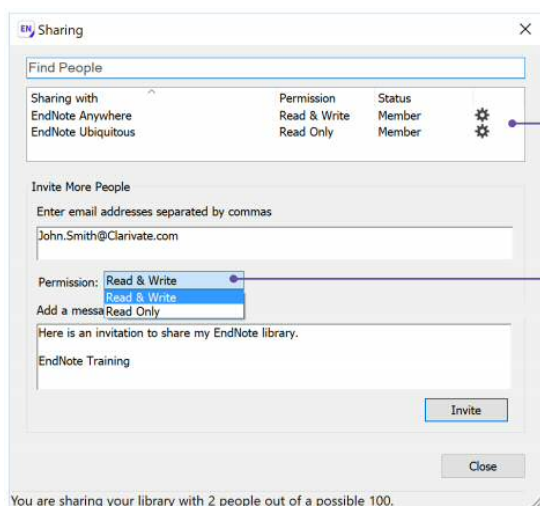 EN Sharing
Find People
Sharing with Permission Status
EndNote Anywhere Read & Write Member
EndNote Ubiquitous Read Only Member
Invite More People
Enter email addresses separated by commas
John.Smith@Clarivate.com
Permission: Read & Write
Read & Write
Add a messa Read Only
Here is an invitation to share my EndNote library.
EndNote Training
Invite
Close
You are sharing your library with 2 people out of a possible 100.